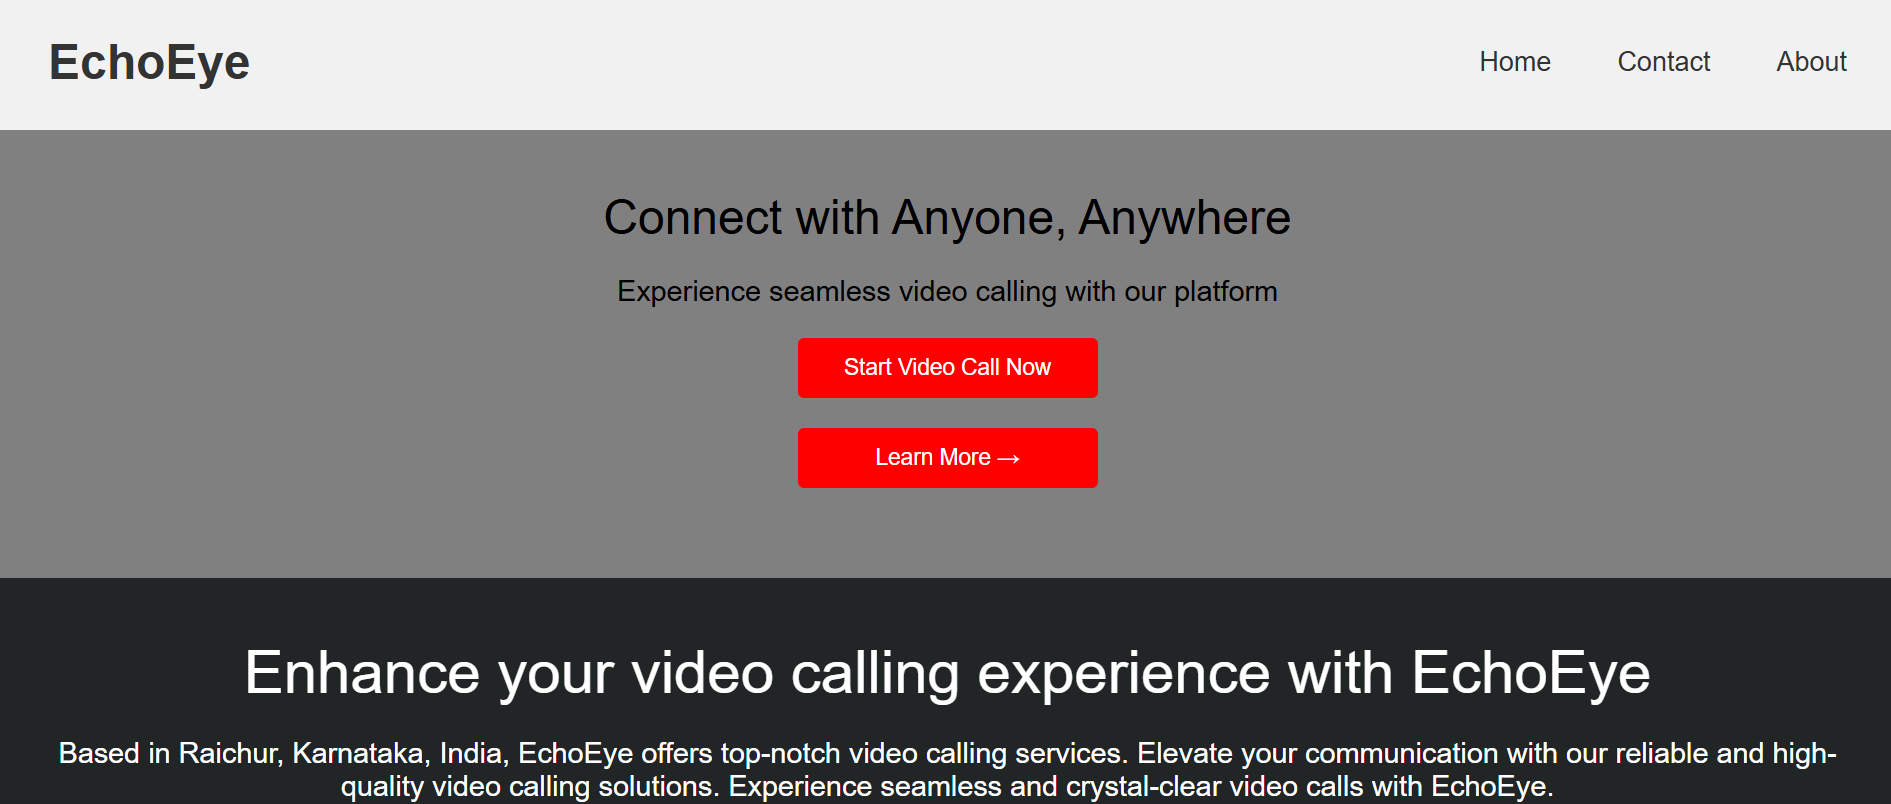 EchoEye
Home Contact About
Connect with Anyone, Anywhere
Experience seamless video calling with our platform
Start Video Call Now
Learn More →
Enhance your video calling experience with EchoEye
Based in Raichur, Karnataka, India, EchoEye offers top-notch video calling services. Elevate your communication with our reliable and high-
quality video calling solutions. Experience seamless and crystal-clear video calls with EchoEye.